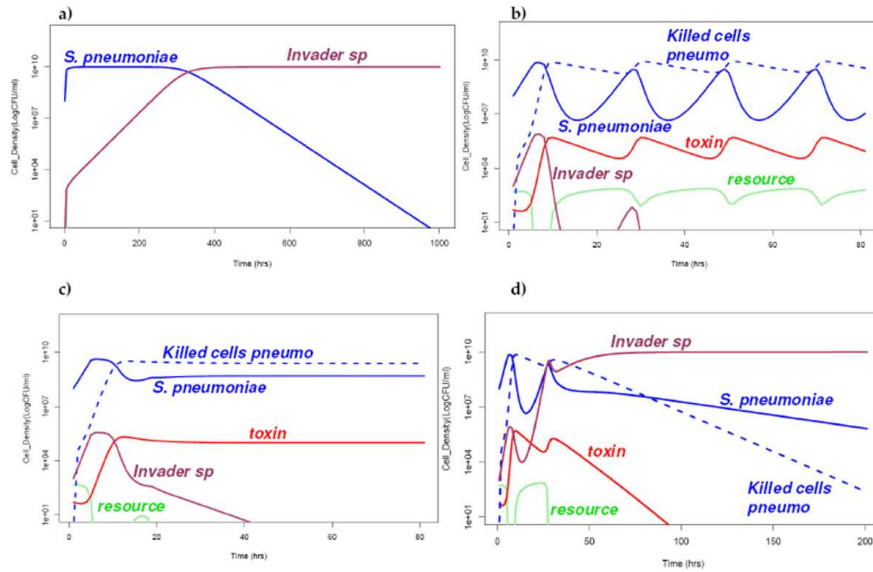 a)
S. pneumoniae
Invader sp
Cell_Density(LogCFU/ml)
1e+10
1e+07
1e+04
1e+01
0
200
400
600
800
1000
Time (hrs)
b)
Killed cells
pneumo
S. pneumoniae
toxin
Invader sp
resource
Cell_Density(LogCFU/ml)
1e+10
1e+07
1e+04
1e+01
0
20
40
60
80
Time (hrs)
c)
Killed cells pneumo
S. pneumoniae
toxin
Invader sp
resource
Cell_Density(LogCFU/ml)
1e+10
1e+07
1e+04
1e+01
0
20
40
60
80
Time (hrs)
d)
Invader sp
S. pneumoniae
toxin
Killed cells
pneumo
resource
Cell_Density(LogCFU/ml)
1e+10
1e+07
1e+04
1e+01
0
50
100
150
200
Time (hrs)